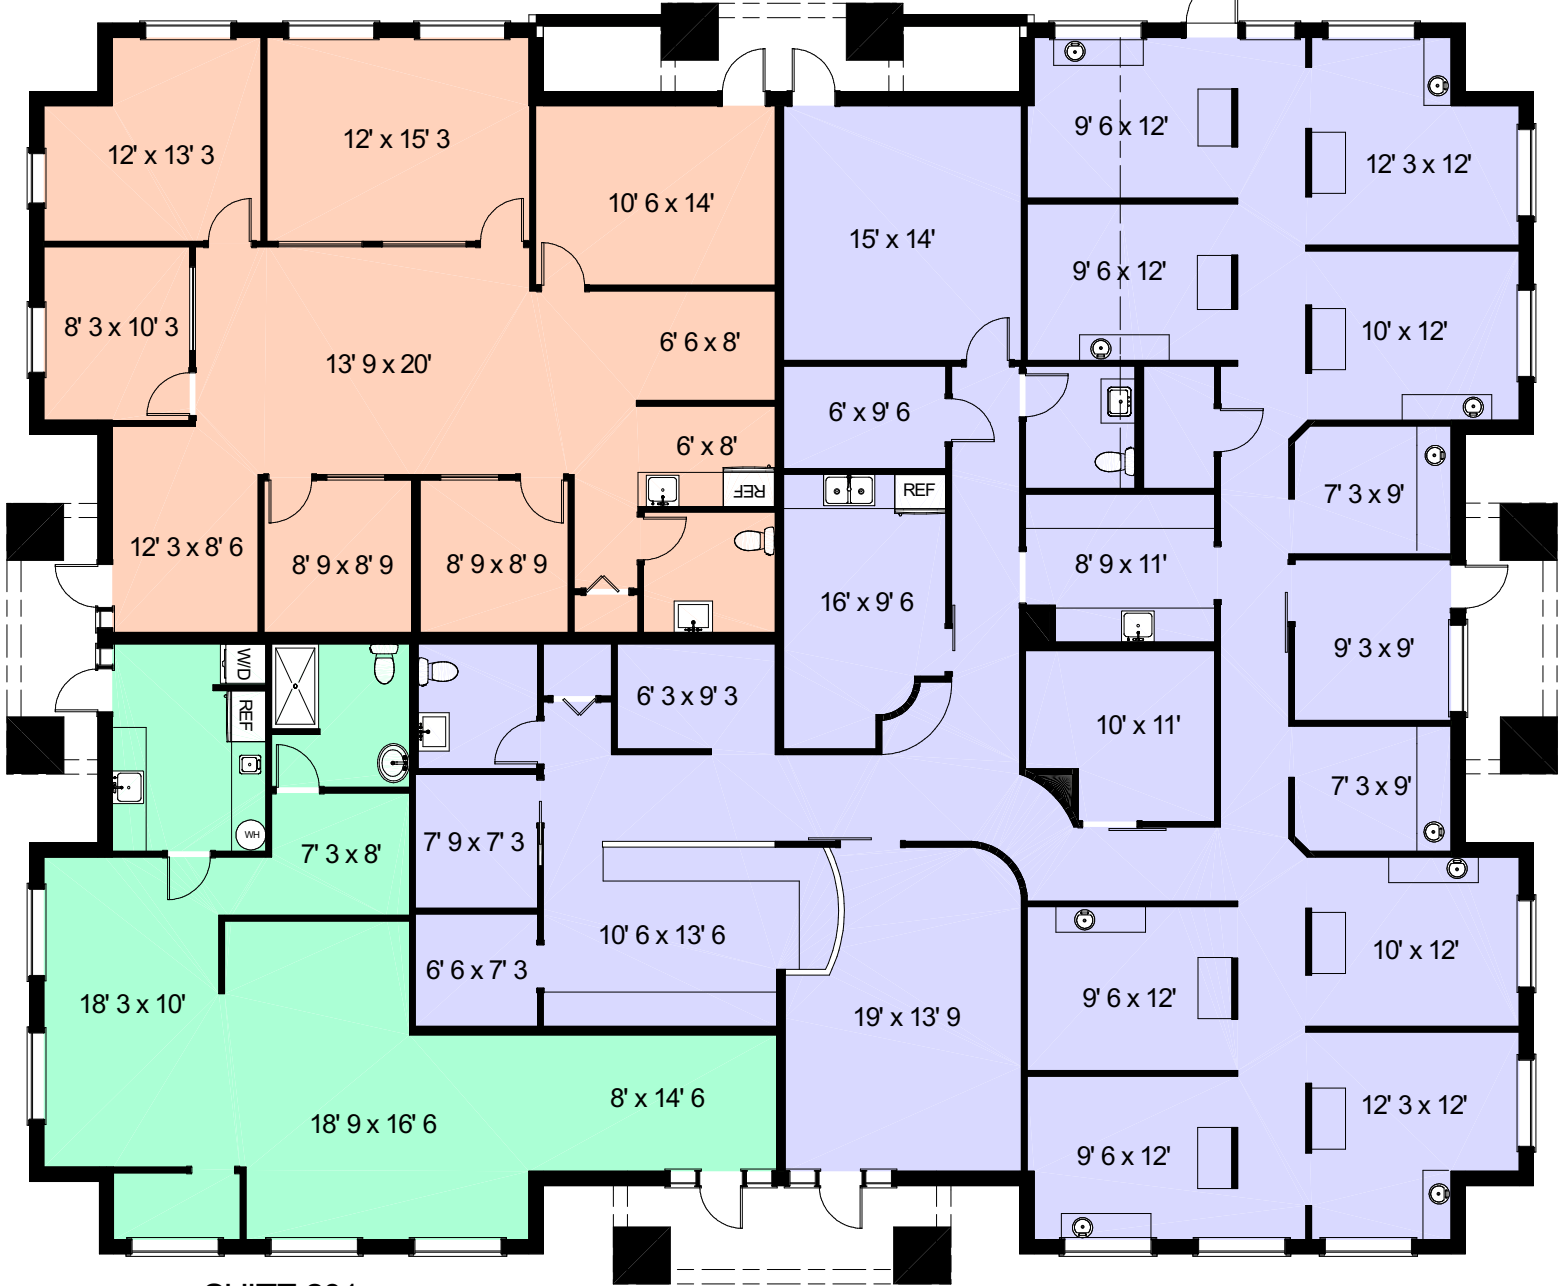 12' x 13' 3
12' x 15' 3
10' 6 x 14'
15' x 14'
9' 6 x 12'
12' 3 x 12'
8' 3 x 10' 3
13' 9 x 20'
6' 6 x 8'
9' 6 x 12'
10' x 12'
6' x 9' 6
6' x 8'
REF
REF
7' 3 x 9'
12' 3 x 8' 6
8' 9 x 8' 9
8' 9 x 8' 9
16' x 9' 6
8' 9 x 11'
9' 3 x 9'
W/D
REF
6' 3 x 9' 3
10' x 11'
7' 3 x 9'
WH
7' 3 x 8'
7' 9 x 7' 3
10' 6 x 13' 6
6' 6 x 7' 3
18' 3 x 10'
19' x 13' 9
9' 6 x 12'
10' x 12'
18' 9 x 16' 6
8' x 14' 6
9' 6 x 12'
12' 3 x 12'